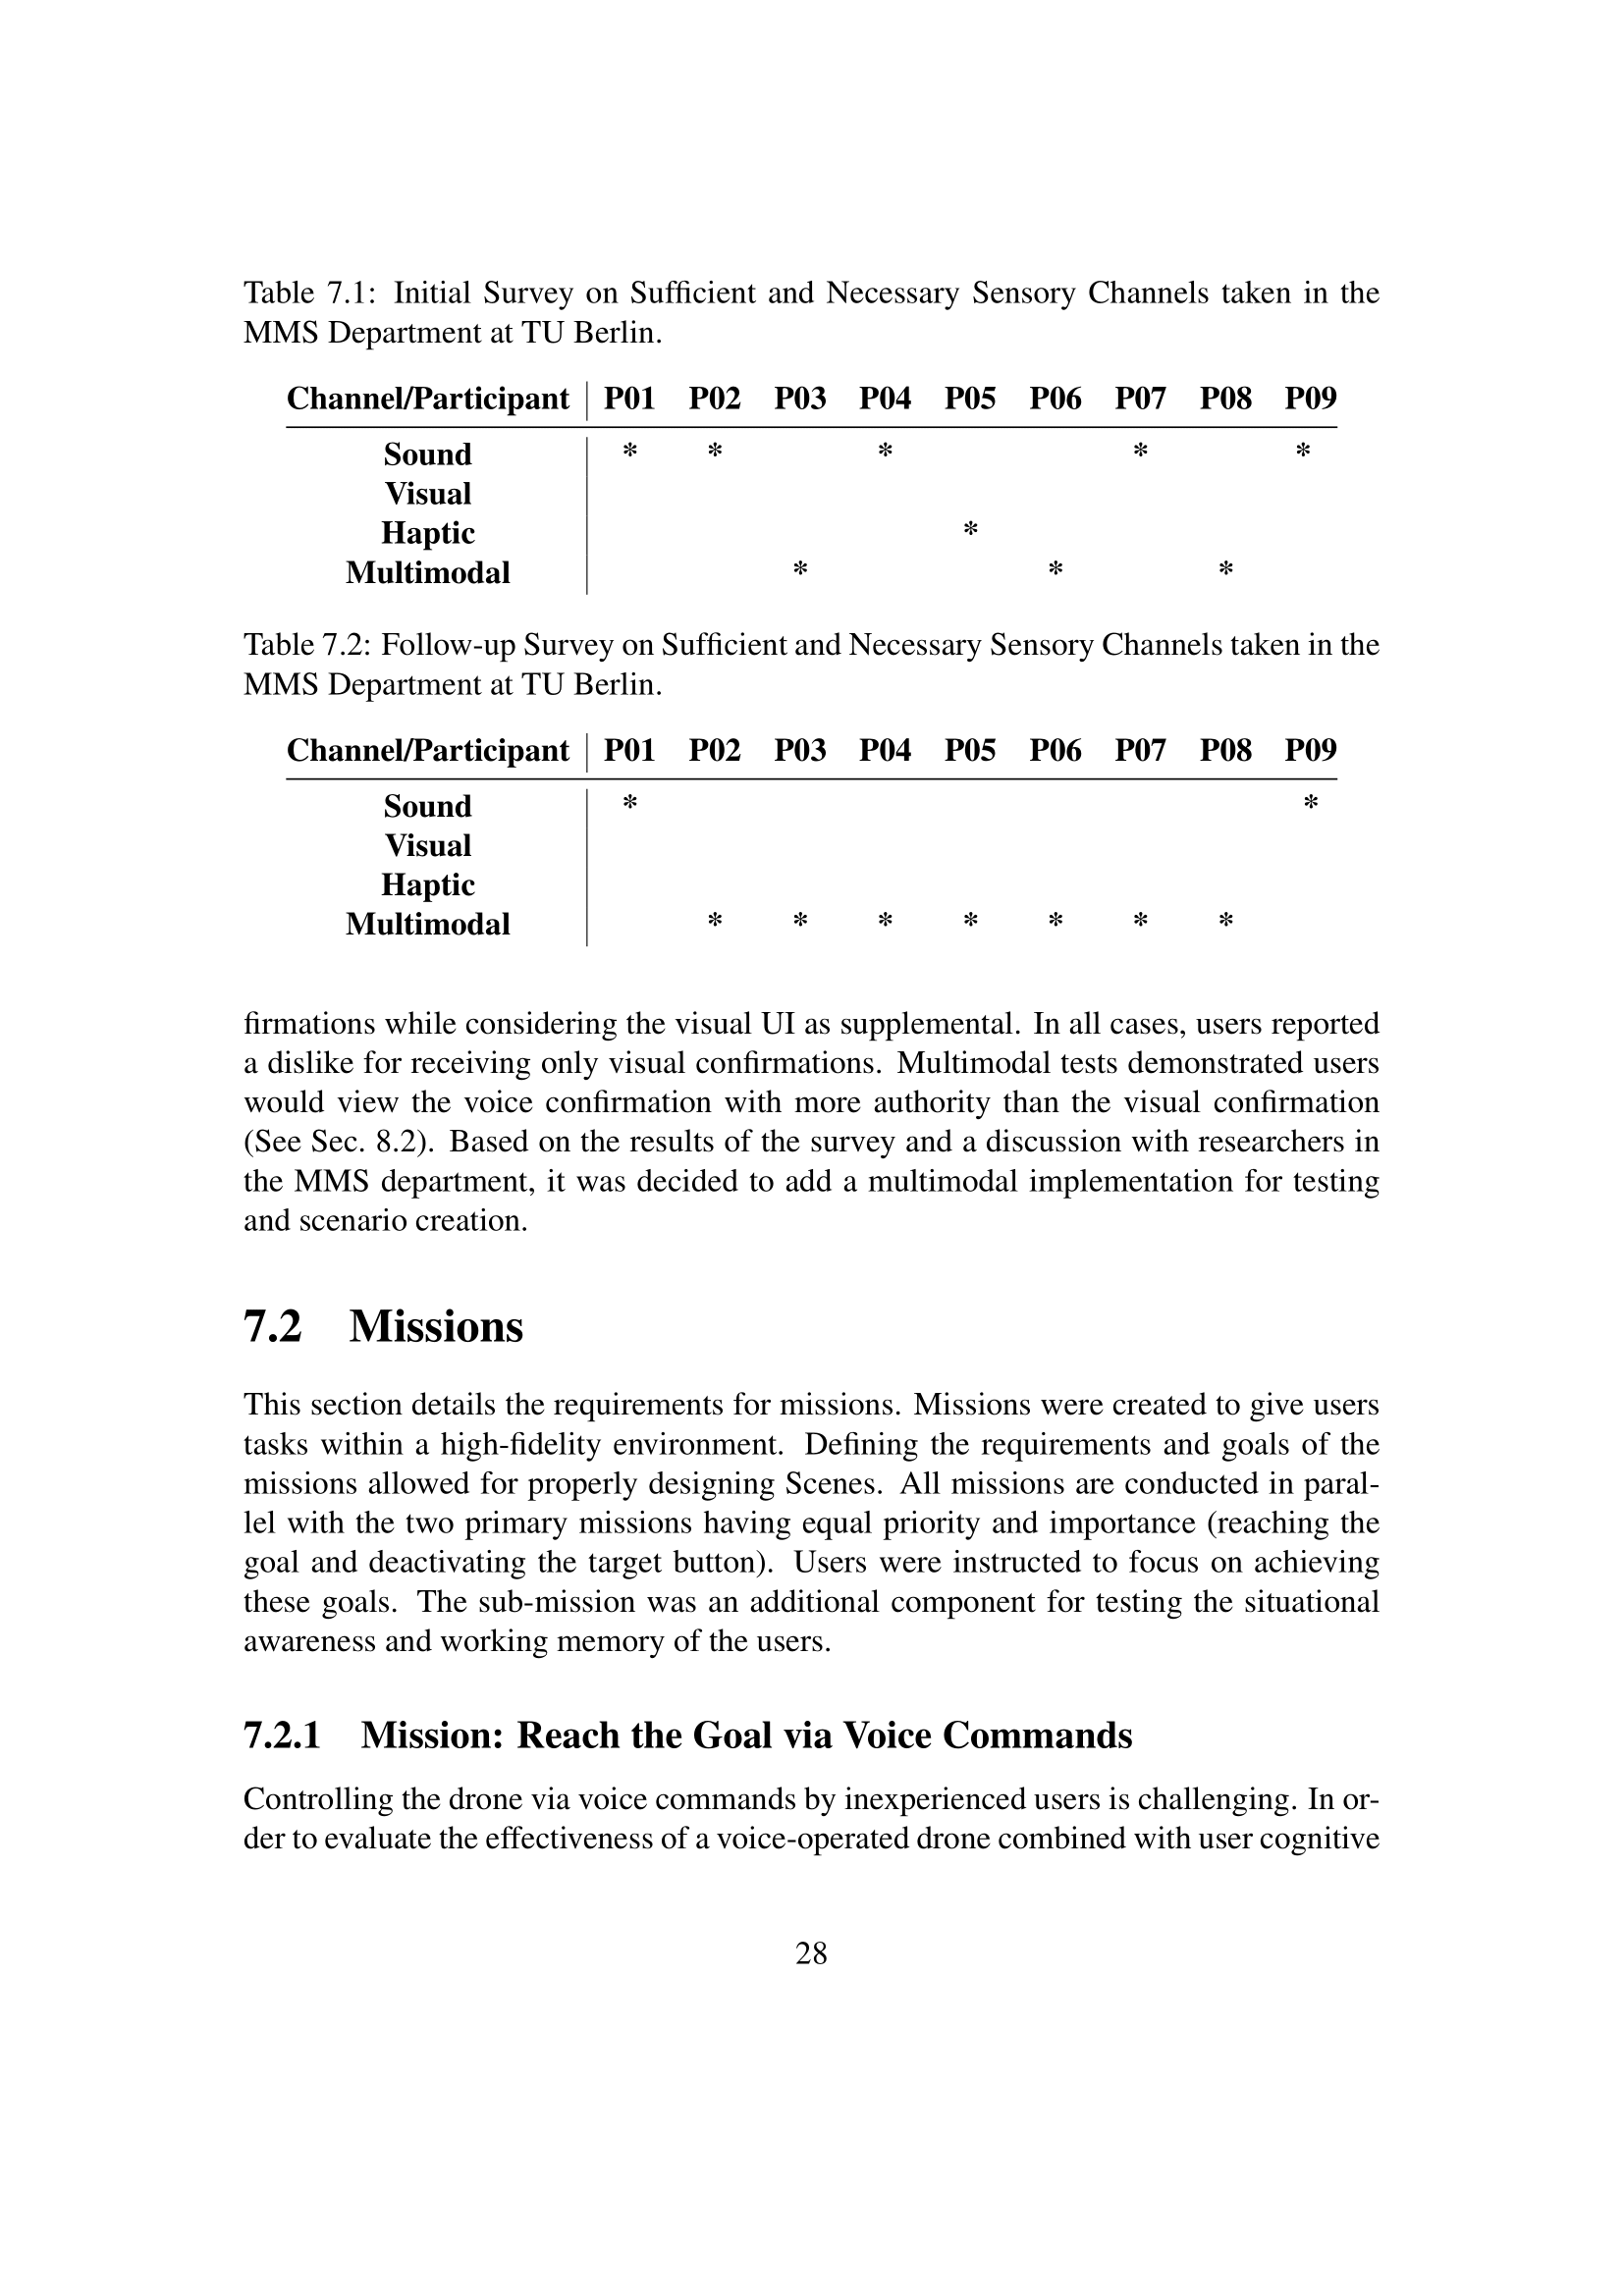 Table 7.1: Initial Survey on Sufficient and Necessary Sensory Channels taken in the
MMS Department at TU Berlin.
Channel/Participant P01 P02 P03 P04 P05 P06 P07 P08 P09
Sound * * * * *
Visual
Haptic *
Multimodal * * *
Table 7.2: Follow-up Survey on Sufficient and Necessary Sensory Channels taken in the
MMS Department at TU Berlin.
Channel/Participant P01 P02 P03 P04 P05 P06 P07 P08 P09
Sound * *
Visual
Haptic
Multimodal * * * * * * *
firmations while considering the visual UI as supplemental. In all cases, users reported
a dislike for receiving only visual confirmations. Multimodal tests demonstrated users
would view the voice confirmation with more authority than the visual confirmation
(See Sec. 8.2). Based on the results of the survey and a discussion with researchers in
the MMS department, it was decided to add a multimodal implementation for testing
and scenario creation.
7.2 Missions
This section details the requirements for missions. Missions were created to give users
tasks within a high-fidelity environment. Defining the requirements and goals of the
missions allowed for properly designing Scenes. All missions are conducted in paral-
lel with the two primary missions having equal priority and importance (reaching the
goal and deactivating the target button). Users were instructed to focus on achieving
these goals. The sub-mission was an additional component for testing the situational
awareness and working memory of the users.
7.2.1 Mission: Reach the Goal via Voice Commands
Controlling the drone via voice commands by inexperienced users is challenging. In or-
der to evaluate the effectiveness of a voice-operated drone combined with user cognitive
28